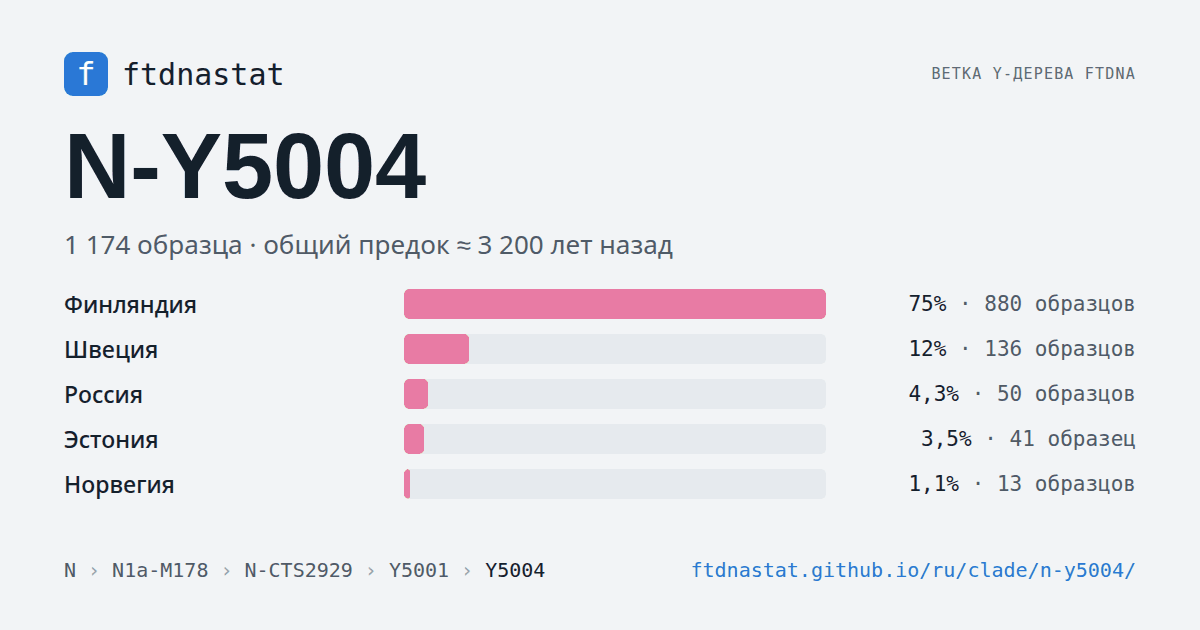 f ftdnastat
ВЕТКА Y-ДЕРЕВА FTDNA
N-Y5004
1 174 образца · общий предок ≈ 3 200 лет назад
Финляндия 75% · 880 образцов
Швеция 12% · 136 образцов
Россия 4,3% · 50 образцов
Эстония 3,5% · 41 образец
Норвегия 1,1% · 13 образцов
N › N1a-M178 › N-CTS2929 › Y5001 › Y5004
ftdnastat.github.io/ru/clade/n-y5004/